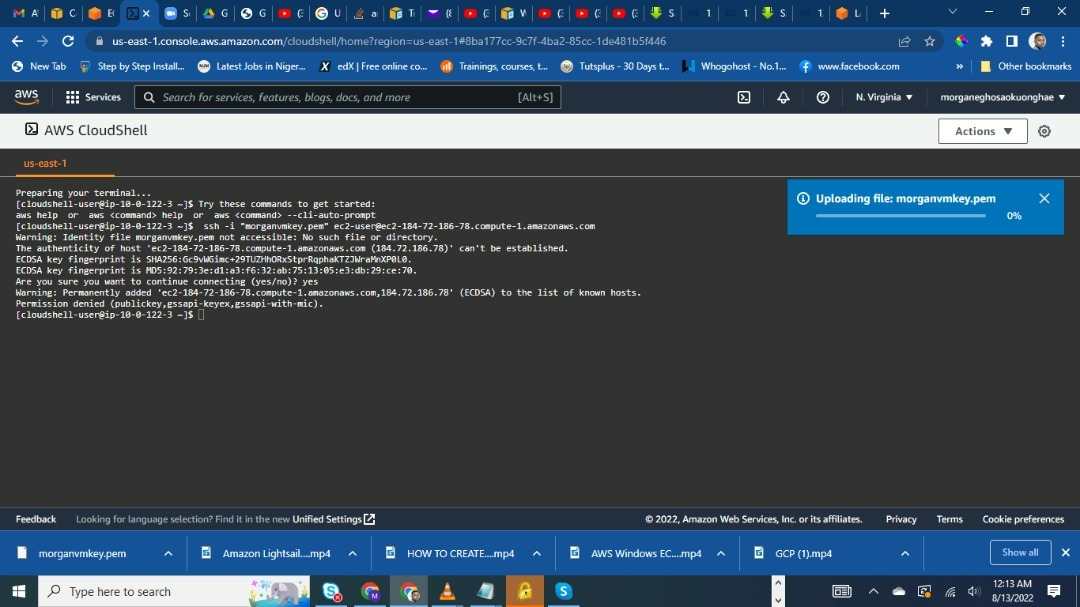 us-east-1.console.aws.amazon.com/cloudshell/home?region=us-east-1#8ba177cc-9c7f-4ba2-85cc-1de481b5f446
New Tab Step by Step Install... Latest Jobs in Niger... edX | Free online co... Trainings, courses, t... Tutsplus - 30 Days t... Whogohost - No.1... www.facebook.com » Other bookmarks
aws Services Search for services, features, blogs, docs, and more [Alt+S] N. Virginia ▼ morganeghosaokuonghae ▼
AWS CloudShell Actions ▼
us-east-1
Preparing your terminal...
[cloudshell-user@ip-10-0-122-3 ~]$ Try these commands to get started:
aws help or aws <command> help or aws <command> --cli-auto-prompt
[cloudshell-user@ip-10-0-122-3 ~]$ ssh -i "morganvmkey.pem" ec2-user@ec2-184-72-186-78.compute-1.amazonaws.com
Warning: Identity file morganvmkey.pem not accessible: No such file or directory.
The authenticity of host 'ec2-184-72-186-78.compute-1.amazonaws.com (184.72.186.78)' can't be established.
ECDSA key fingerprint is SHA256:Gc9vWGimc+29TUZHhORxStprRqphaKTZJWraMnXP0L0.
ECDSA key fingerprint is MD5:92:79:3e:d1:a3:f6:32:ab:75:13:05:e3:db:29:ce:70.
Are you sure you want to continue connecting (yes/no)? yes
Warning: Permanently added 'ec2-184-72-186-78.compute-1.amazonaws.com,184.72.186.78' (ECDSA) to the list of known hosts.
Permission denied (publickey,gssapi-keyex,gssapi-with-mic).
[cloudshell-user@ip-10-0-122-3 ~]$
Uploading file: morganvmkey.pem
0%
Feedback Looking for language selection? Find it in the new Unified Settings © 2022, Amazon Web Services, Inc. or its affiliates. Privacy Terms Cookie preferences
morganvmkey.pem Amazon Lightsail....mp4 HOW TO CREATE....mp4 AWS Windows EC....mp4 GCP (1).mp4 Show all
Type here to search 12:13 AM
8/13/2022